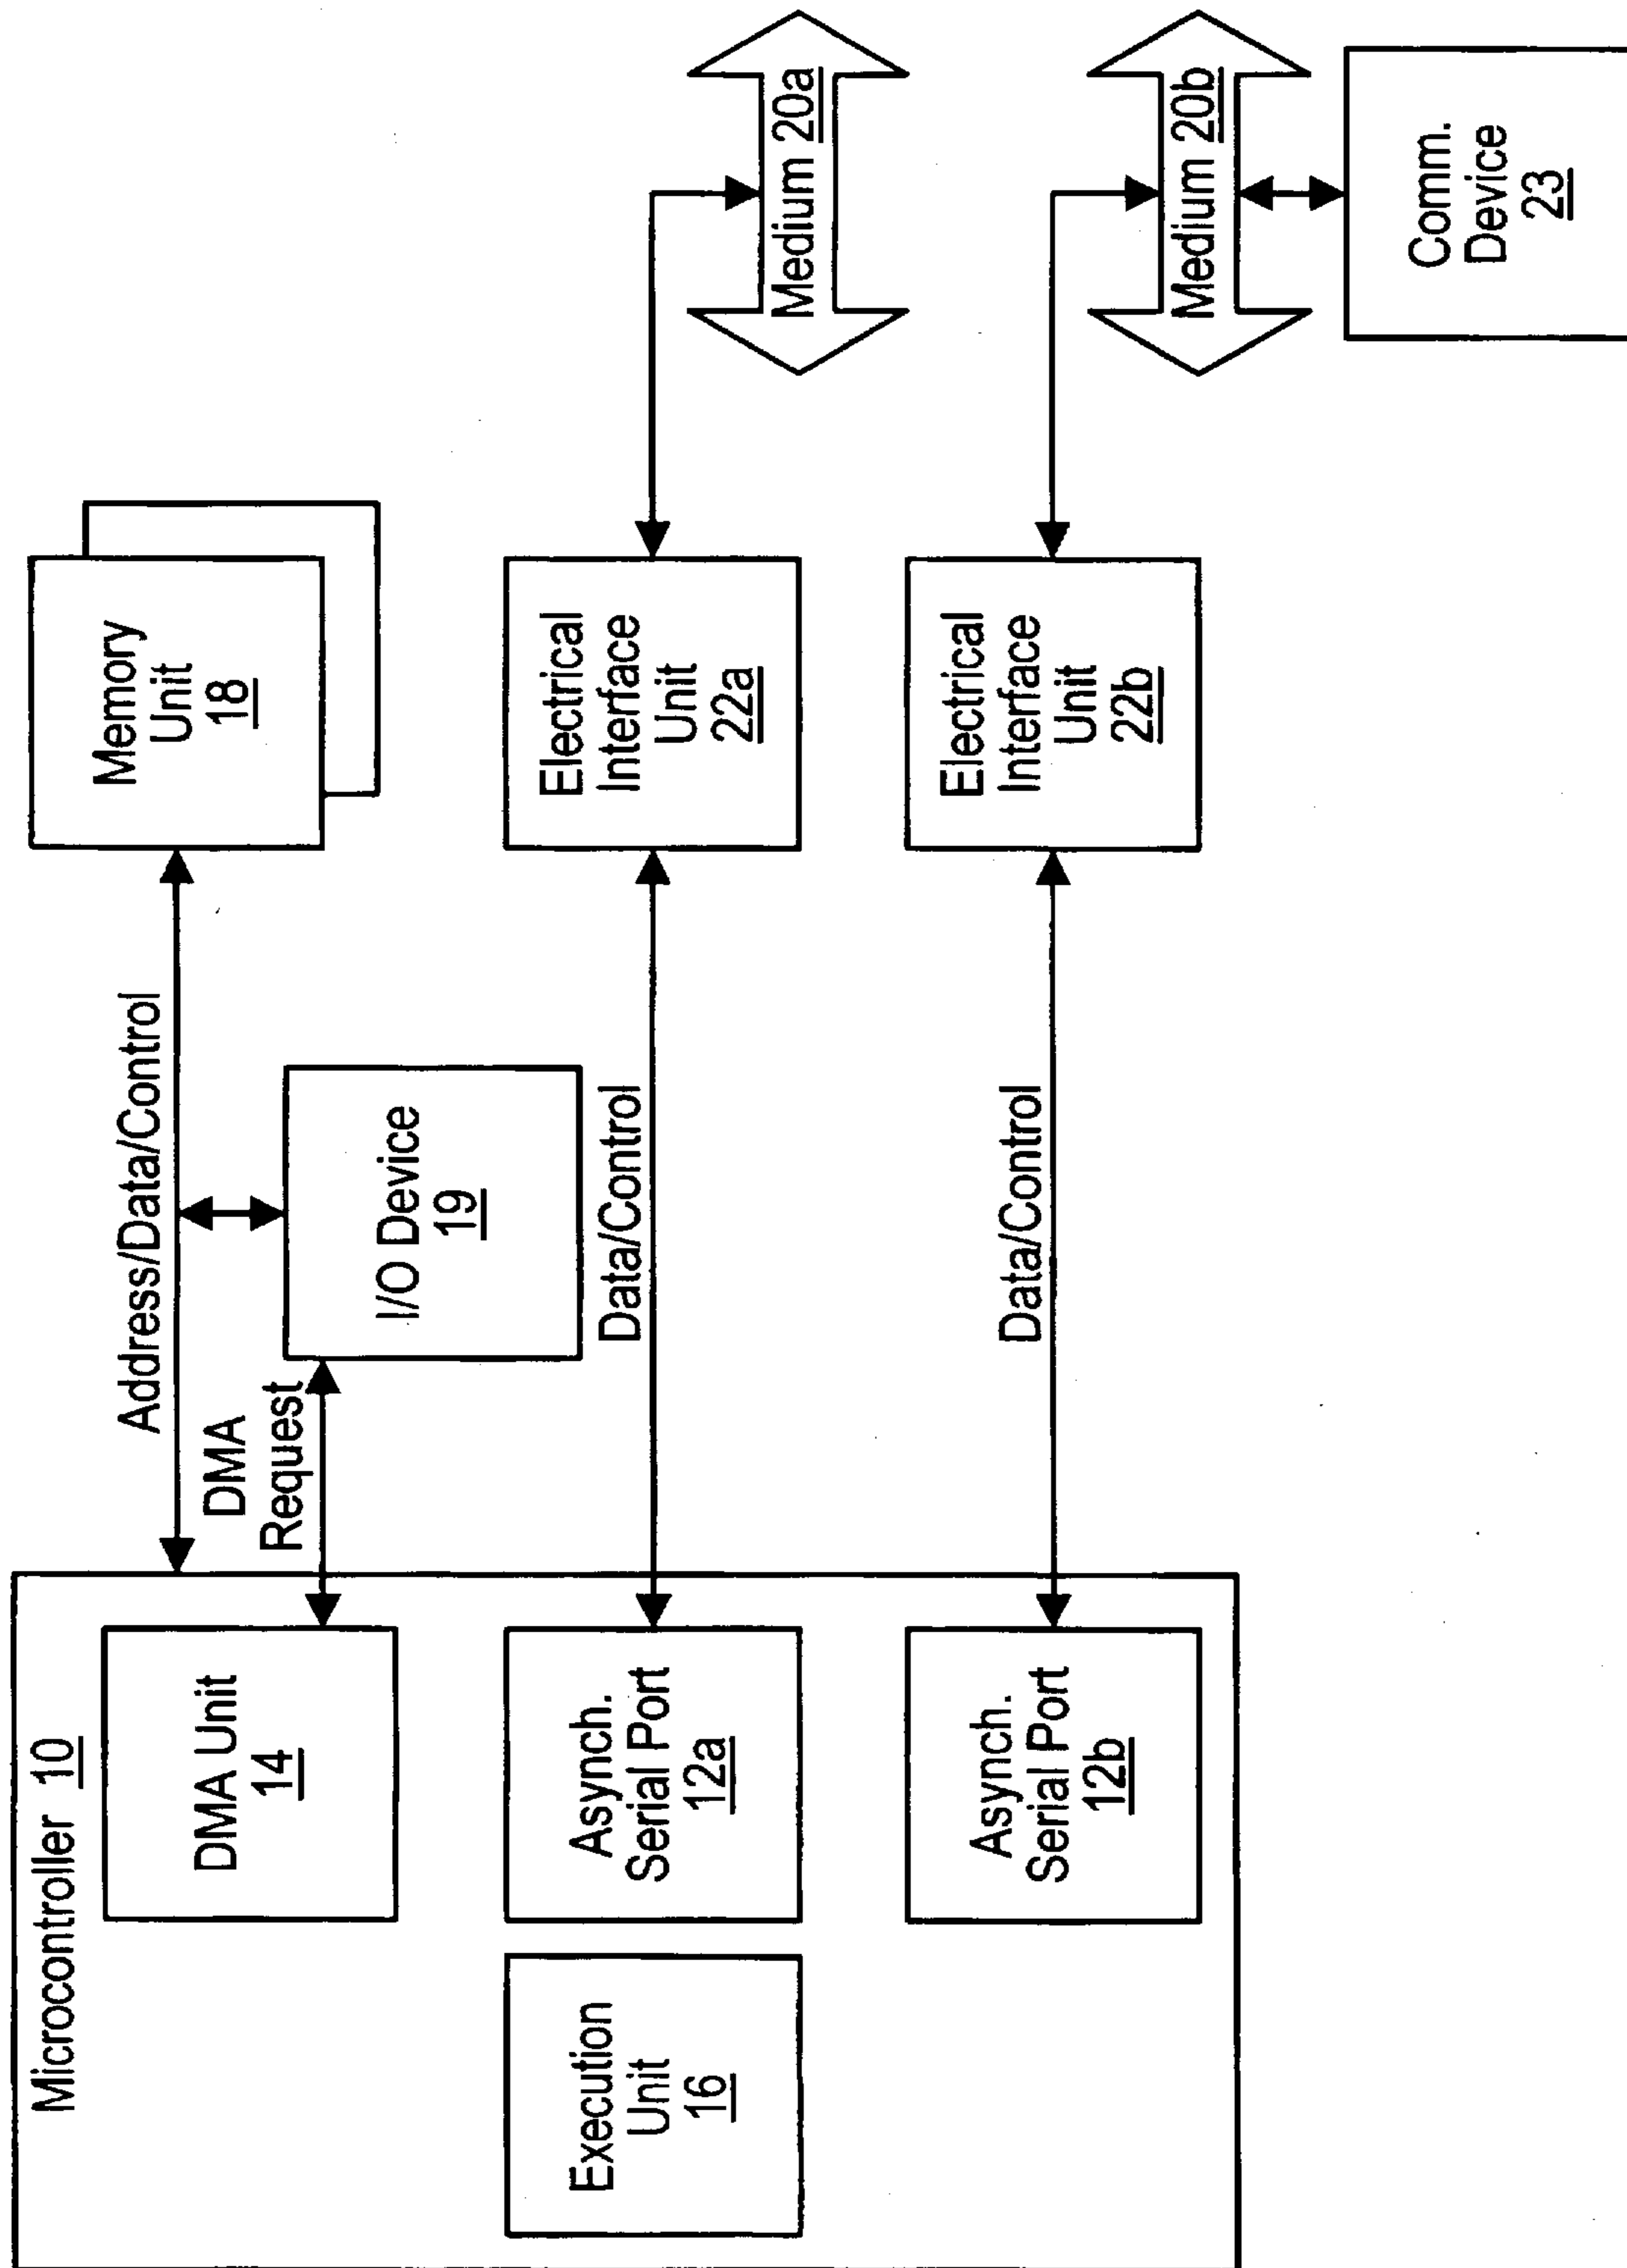 Microcontroller 10
DMA Unit
14
Execution
Unit
16
Asynch.
Serial Port
12a
Asynch.
Serial Port
12b
Address/Data/Control
DMA
Request
I/O Device
19
Data/Control
Data/Control
Memory
Unit
18
Electrical
Interface
Unit
22a
Electrical
Interface
Unit
22b
Medium 20a
Medium 20b
Comm.
Device
23